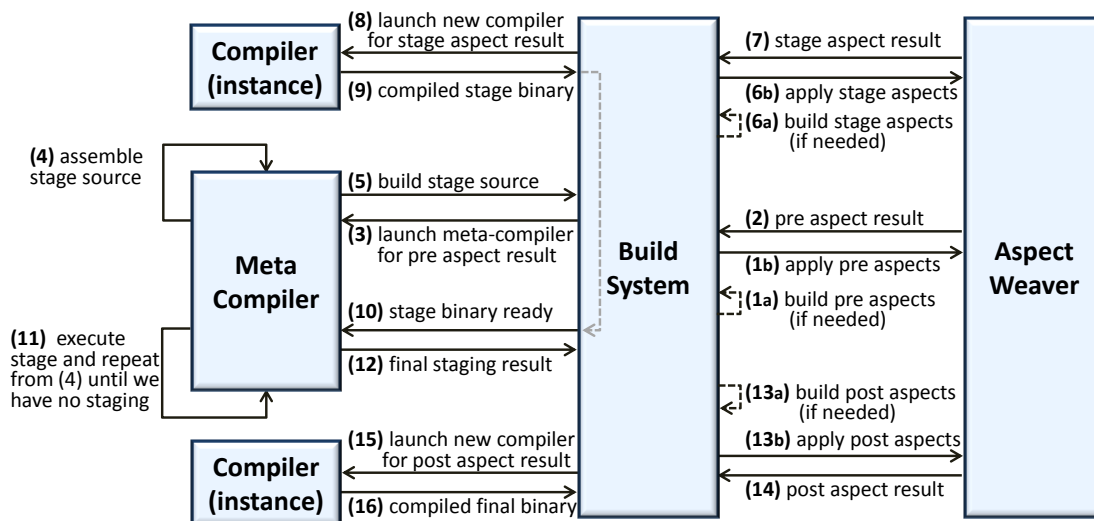 Compiler
(instance)
(8) launch new compiler
for stage aspect result
(9) compiled stage binary
(7) stage aspect result
(6b) apply stage aspects
(6a) build stage aspects
(if needed)
(4) assemble
stage source
Meta
Compiler
(5) build stage source
(3) launch meta-compiler
for pre aspect result
Build
System
(2) pre aspect result
(1b) apply pre aspects
(1a) build pre aspects
(if needed)
Aspect
Weaver
(10) stage binary ready
(11) execute
stage and repeat
from (4) until we
have no staging
(12) final staging result
(13a) build post aspects
(if needed)
(13b) apply post aspects
(14) post aspect result
Compiler
(instance)
(15) launch new compiler
for post aspect result
(16) compiled final binary